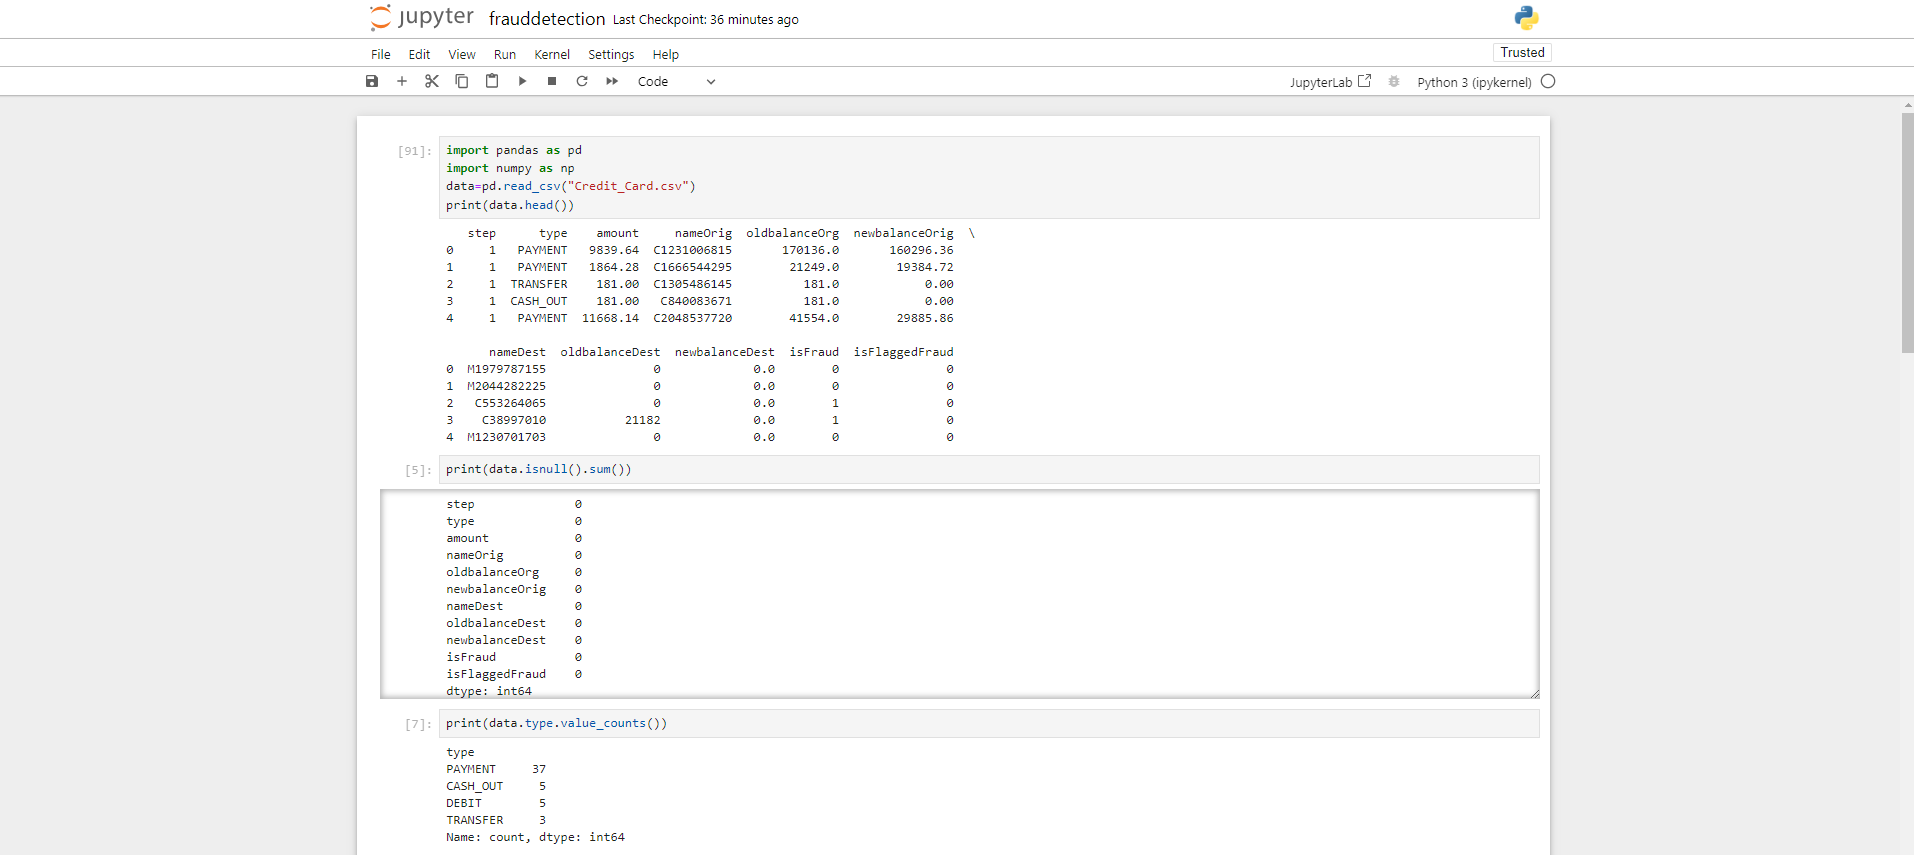 jupyter frauddetection Last Checkpoint: 36 minutes ago
File Edit View Run Kernel Settings Help Trusted
Code JupyterLab Python 3 (ipykernel)
[91]: import pandas as pd
import numpy as np
data=pd.read_csv("Credit_Card.csv")
print(data.head())
step type amount nameOrig oldbalanceOrg newbalanceOrig \
0 1 PAYMENT 9839.64 C1231006815 170136.0 160296.36
1 1 PAYMENT 1864.28 C1666544295 21249.0 19384.72
2 1 TRANSFER 181.00 C1305486145 181.0 0.00
3 1 CASH_OUT 181.00 C840083671 181.0 0.00
4 1 PAYMENT 11668.14 C2048537720 41554.0 29885.86
nameDest oldbalanceDest newbalanceDest isFraud isFlaggedFraud
0 M1979787155 0 0.0 0 0
1 M2044282225 0 0.0 0 0
2 C553264065 0 0.0 1 0
3 C38997010 21182 0.0 1 0
4 M1230701703 0 0.0 0 0
[5]: print(data.isnull().sum())
step 0
type 0
amount 0
nameOrig 0
oldbalanceOrg 0
newbalanceOrig 0
nameDest 0
oldbalanceDest 0
newbalanceDest 0
isFraud 0
isFlaggedFraud 0
dtype: int64
[7]: print(data.type.value_counts())
type
PAYMENT 37
CASH_OUT 5
DEBIT 5
TRANSFER 3
Name: count, dtype: int64